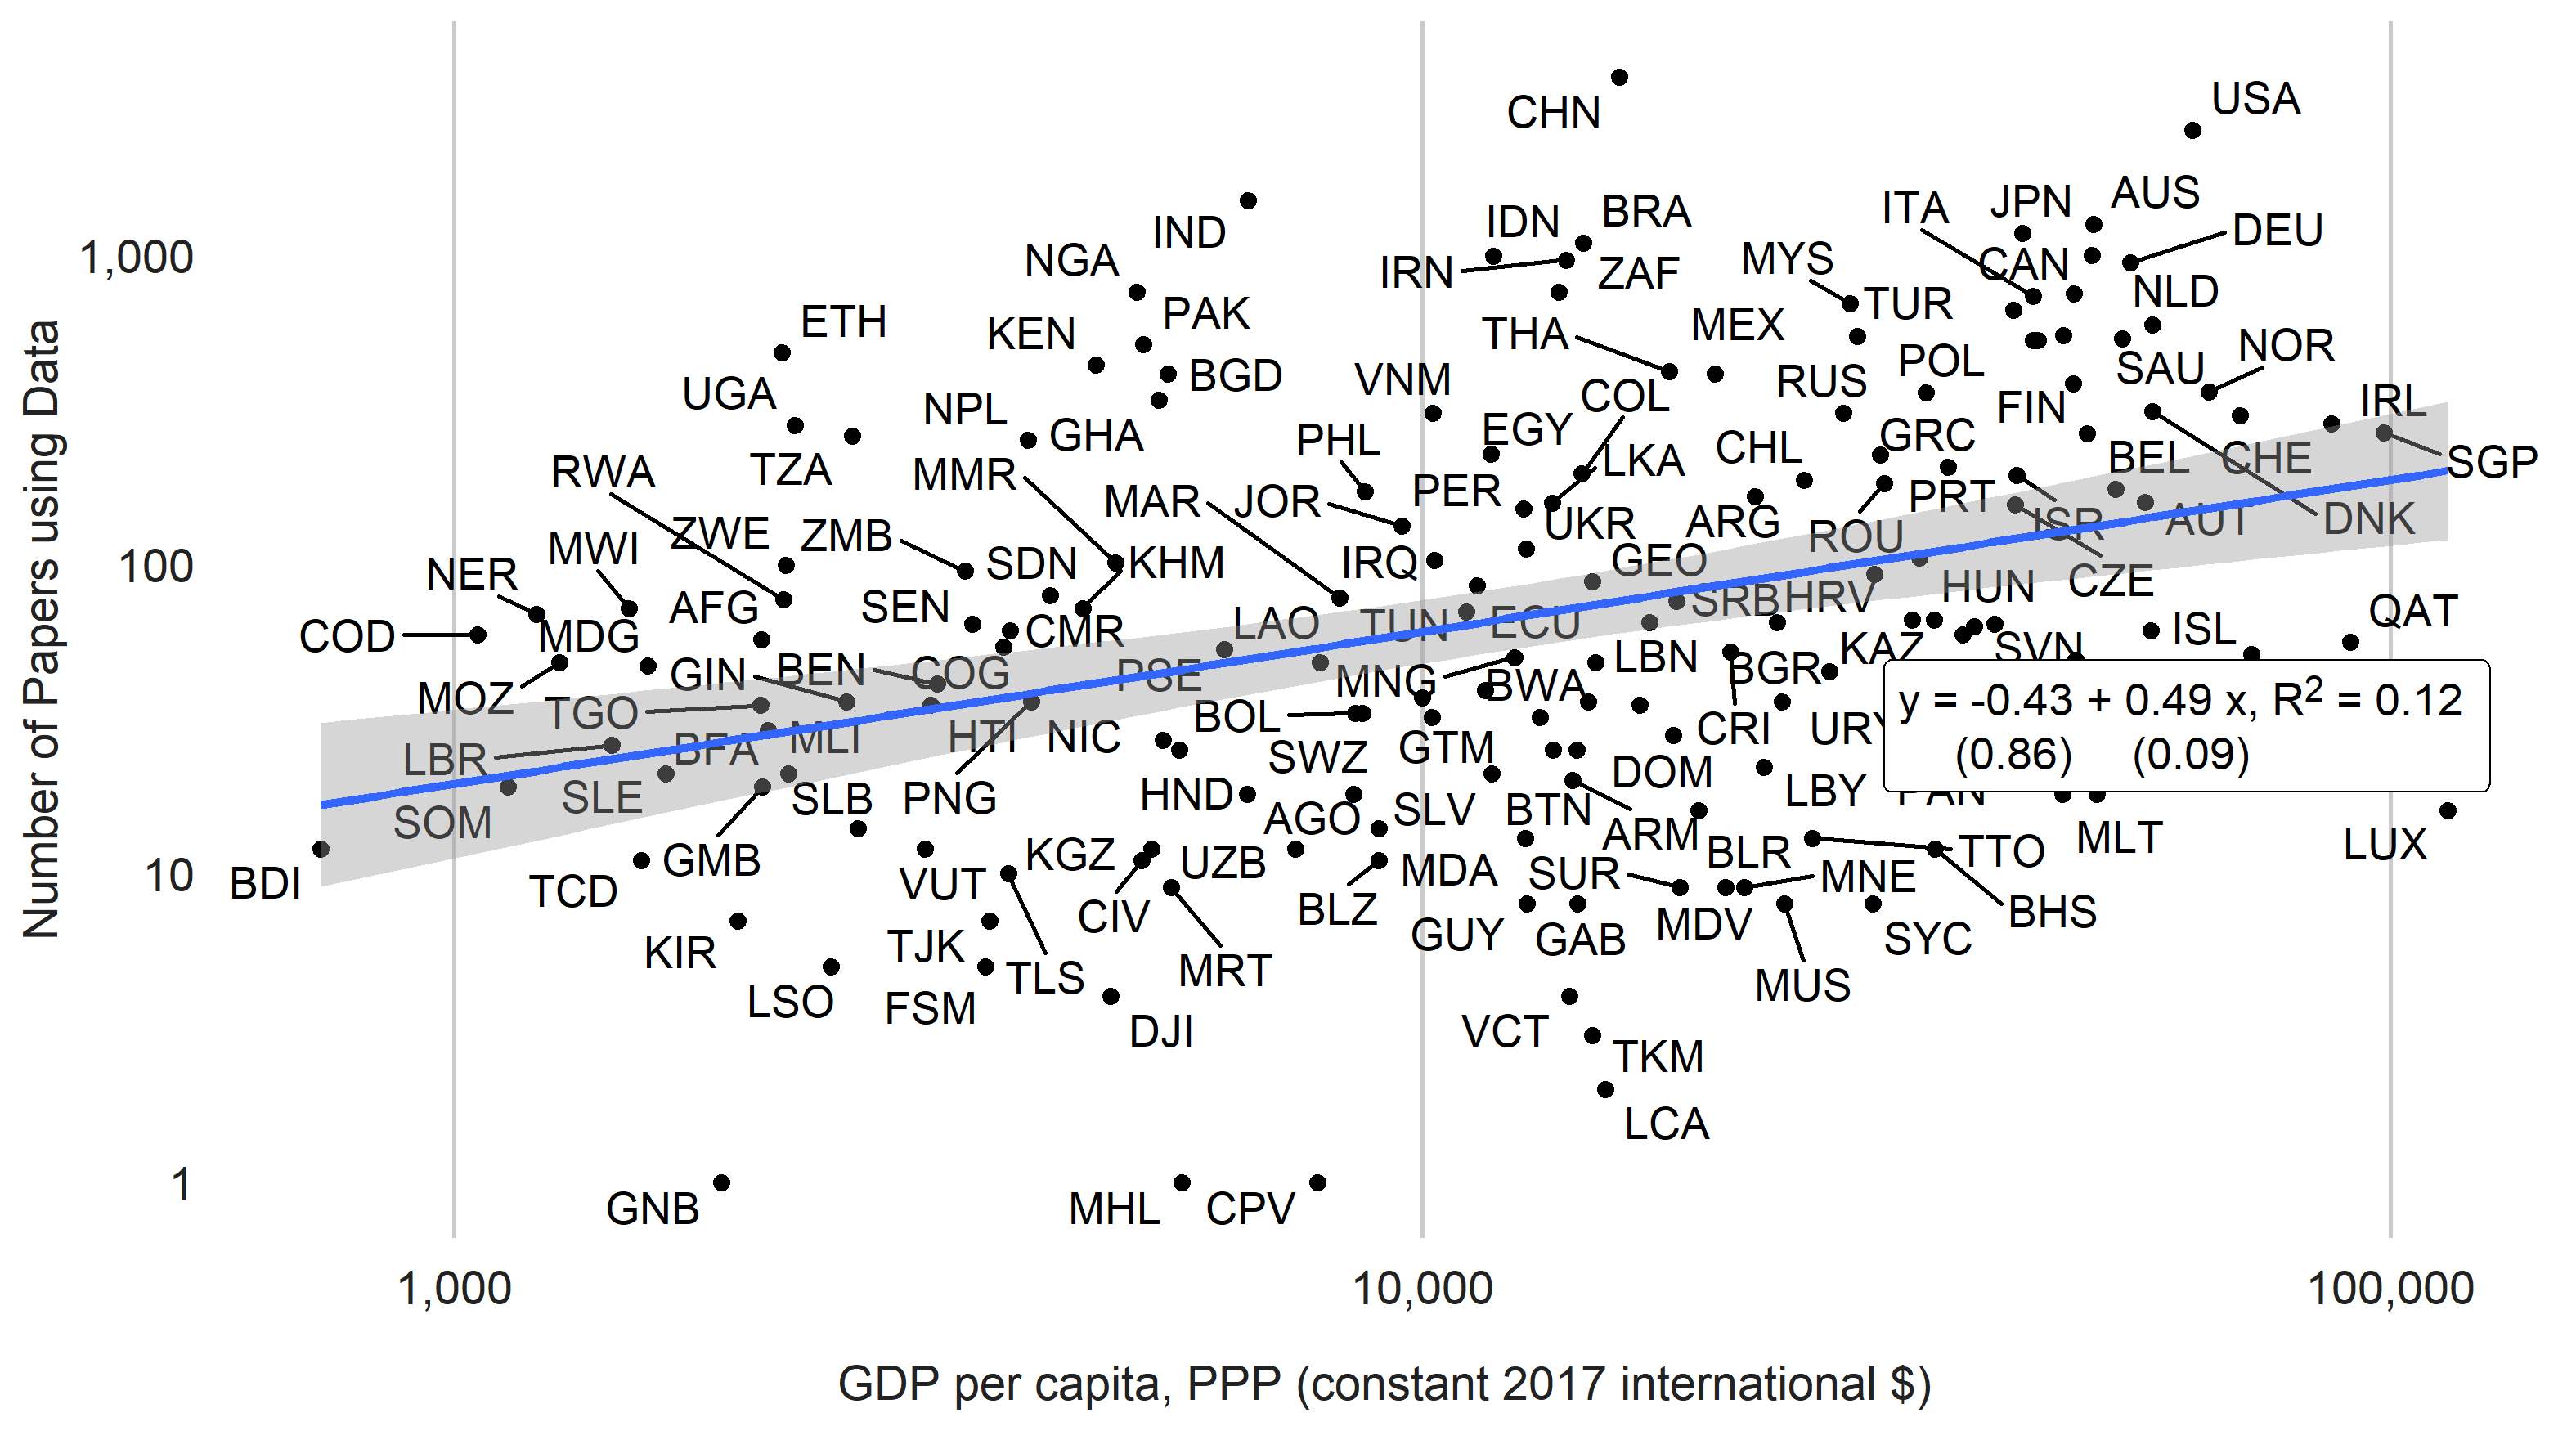 CHN
USA
IND
IDN
BRA
ITA
JPN
AUS
DEU
1,000
NGA
IRN
ZAF
MYS
CAN
NLD
ETH
KEN
PAK
THA
MEX
TUR
POL
SAU
NOR
UGA
BGD
VNM
COL
RUS
FIN
IRL
NPL
GHA
PHL
EGY
CHL
GRC
BEL
CHE
SGP
RWA
TZA
MMR
MAR
JOR
PER
LKA
PRT
ZWE
ZMB
UKR
ARG
ROU
ISR
AUT
DNK
100
NER
MWI
SDN
KHM
IRQ
GEO
HRV
HUN
CZE
COD
MDG
AFG
SEN
CMR
LAO
TUN
ECU
SRB
ISL
QAT
MOZ
GIN
BEN
COG
PSE
MNG
BWA
LBN
BGR
KAZ
SVN
LBR
TGO
BFA
MLI
HTI
NIC
BOL
SWZ
GTM
CRI
y = -0.43 + 0.49 x, R2 = 0.12
(0.86) (0.09)
SOM
SLE
SLB
PNG
HND
AGO
SLV
BTN
DOM
LBY
PAN
MLT
LUX
10
BDI
TCD
GMB
VUT
KGZ
UZB
BLZ
MDA
SUR
ARM
BLR
TTO
MNE
BHS
KIR
TJK
CIV
MRT
GUY
GAB
MDV
SYC
LSO
FSM
TLS
DJI
MUS
VCT
TKM
LCA
1
GNB
MHL
CPV
1,000
10,000
100,000
GDP per capita, PPP (constant 2017 international $)
Number of Papers using Data